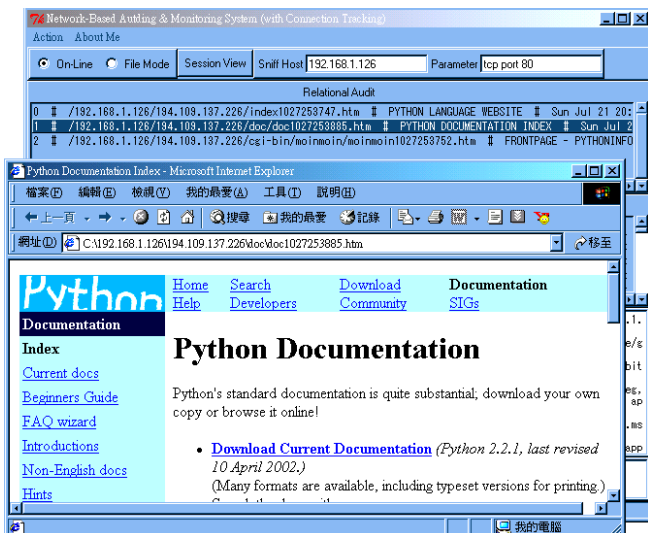 Network-Based Autding & Monitoring System (with Connection Tracking)
Action About Me
On-Line File Mode Session View Sniff Host 192.168.1.126 Parameter tcp port 80
Relational Audit
0 # /192.168.1.126/194.109.137.226/index1027253747.htm # PYTHON LANGUAGE WEBSITE # Sun Jul 21 20:
1 # /192.168.1.126/194.109.137.226/doc/doc1027253885.htm # PYTHON DOCUMENTATION INDEX # Sun Jul 2
2 # /192.168.1.126/194.109.137.226/cgi-bin/moinmoin/moinmoin1027253752.htm # FRONTPAGE - PYTHONINFO
Python Documentation Index - Microsoft Internet Explorer
檔案(F) 編輯(E) 檢視(V) 我的最愛(A) 工具(T) 說明(H)
上一頁 搜尋 我的最愛 記錄
網址(D) C:\192.168.1.126\194.109.137.226\doc\doc1027253885.htm 移至
Python
Home Search Download Documentation
Help Developers Community SIGs
Documentation
Index
Current docs
Beginners Guide
FAQ wizard
Introductions
Non-English docs
Hints
Python Documentation
Python's standard documentation is quite substantial; download your own
copy or browse it online!
Download Current Documentation (Python 2.2.1, last revised
10 April 2002.)
(Many formats are available, including typeset versions for printing.)
.1.
e/g
bit
eg,
ap
.ms
app
我的電腦